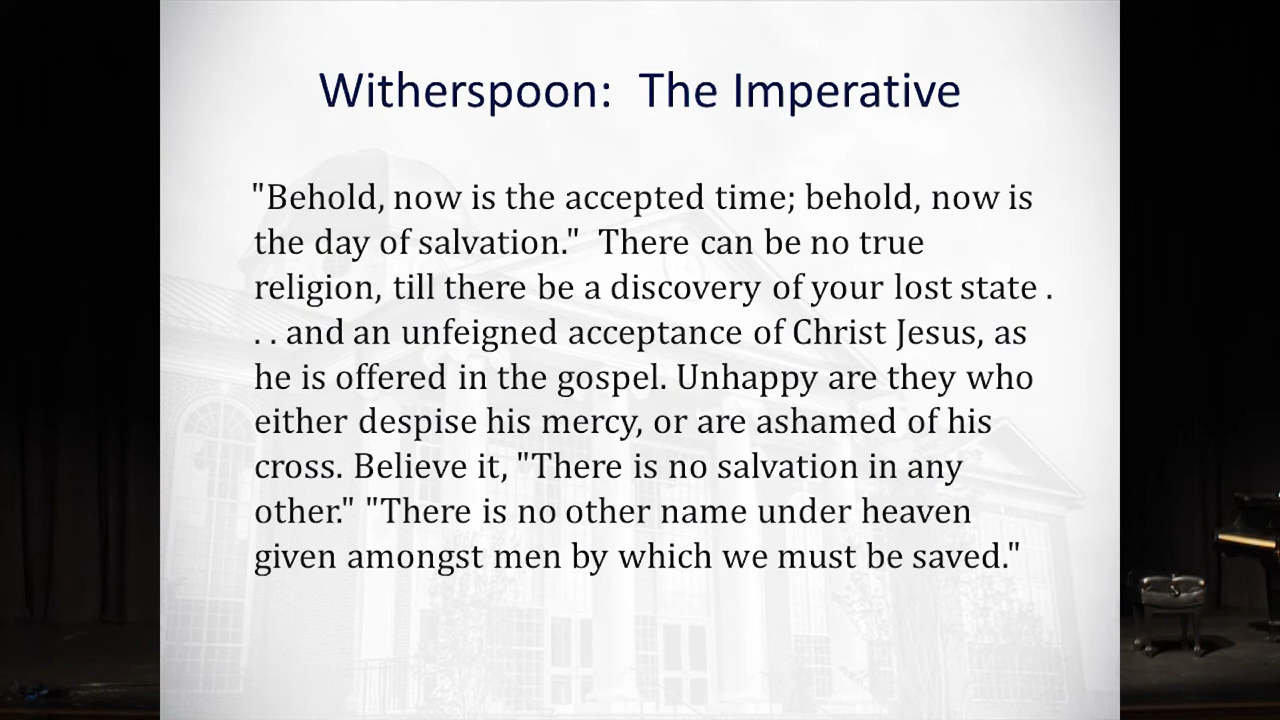 Witherspoon: The Imperative
"Behold, now is the accepted time; behold, now is
the day of salvation." There can be no true
religion, till there be a discovery of your lost state .
. . and an unfeigned acceptance of Christ Jesus, as
he is offered in the gospel. Unhappy are they who
either despise his mercy, or are ashamed of his
cross. Believe it, "There is no salvation in any
other." "There is no other name under heaven
given amongst men by which we must be saved."